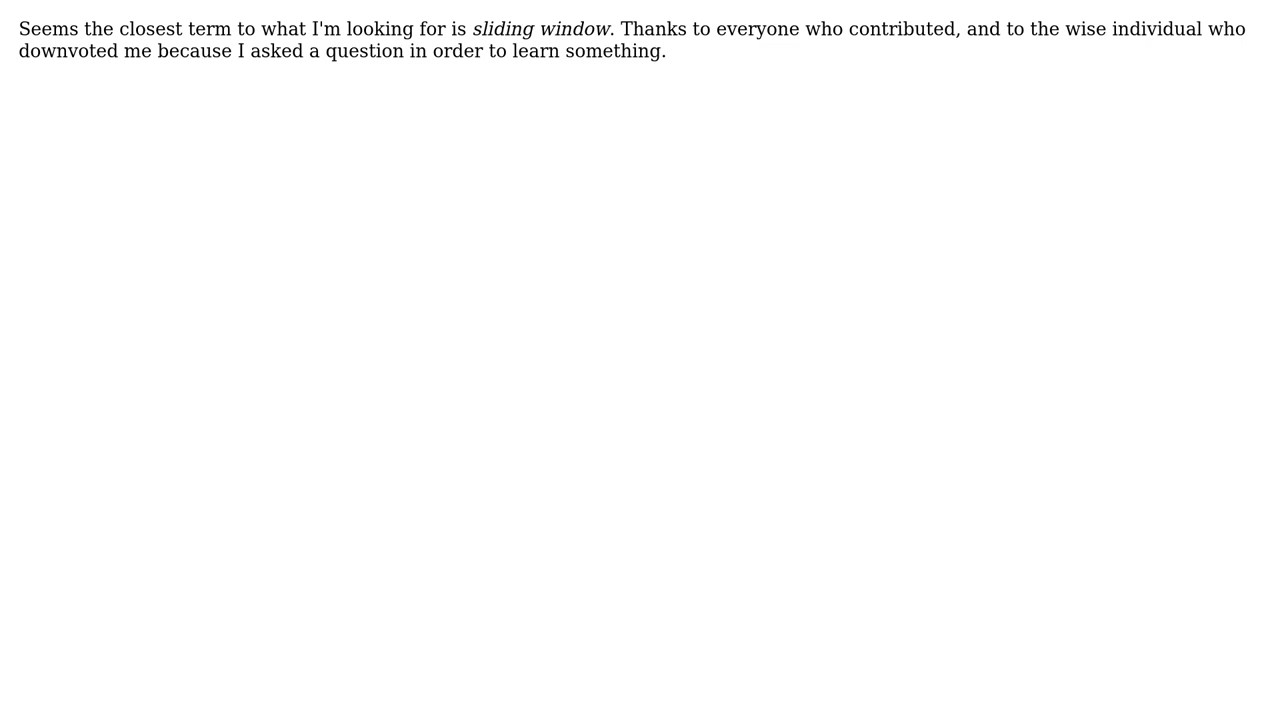 Seems the closest term to what I'm looking for is sliding window. Thanks to everyone who contributed, and to the wise individual who
downvoted me because I asked a question in order to learn something.